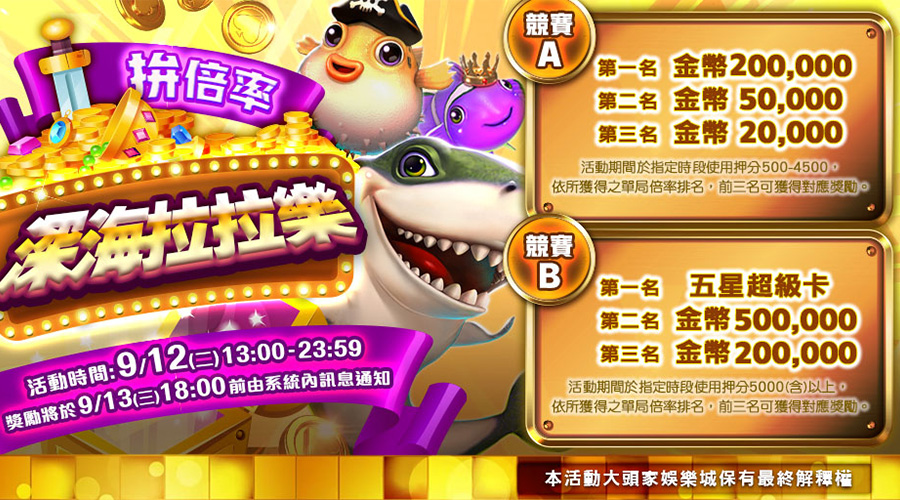 拚倍率
深海拉拉樂
活動時間:9/12(二)13:00-23:59
獎勵將於9/13(三)18:00前由系統內訊息通知
競賽
A
第一名 金幣200,000
第二名 金幣 50,000
第三名 金幣 20,000
活動期間於指定時段使用押分500-4500，
依所獲得之單局倍率排名，前三名可獲得對應獎勵。
競賽
B
第一名 五星超級卡
第二名 金幣500,000
第三名 金幣200,000
活動期間於指定時段使用押分5000(含)以上，
依所獲得之單局倍率排名，前三名可獲得對應獎勵。
本活動大頭家娛樂城保有最終解釋權